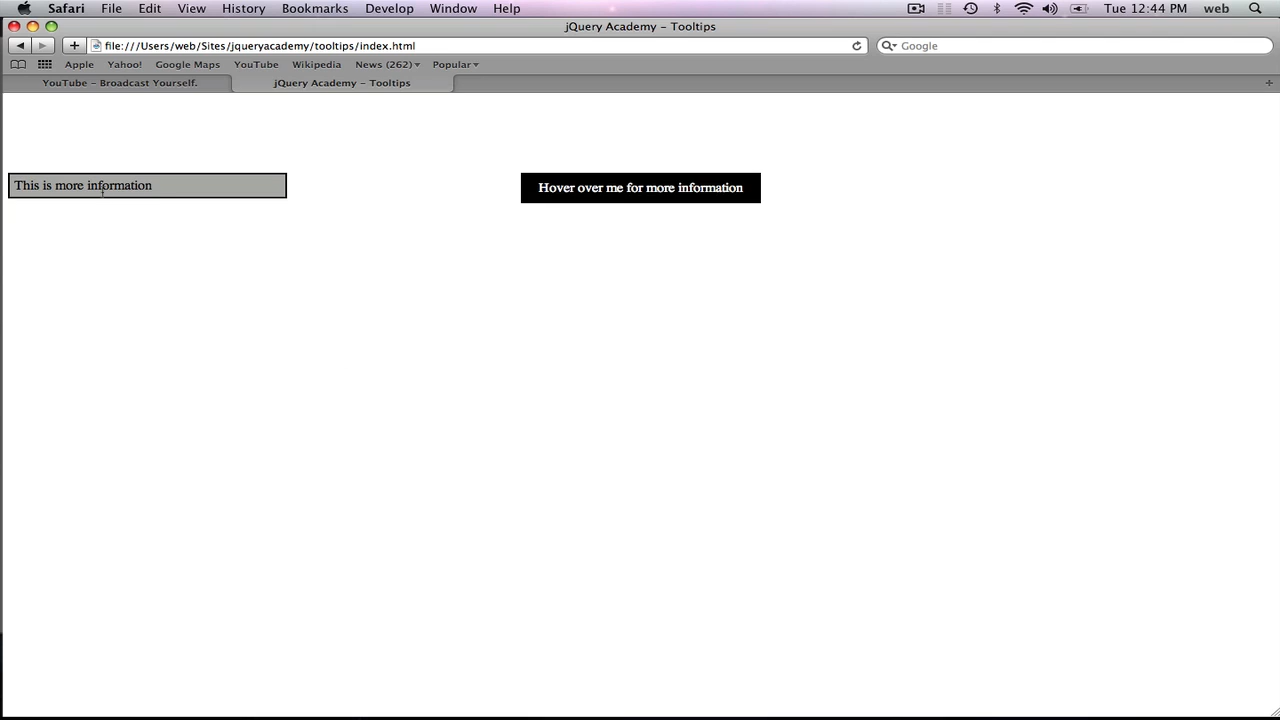 Safari File Edit View History Bookmarks Develop Window Help Tue 12:44 PM web
jQuery Academy – Tooltips
file:///Users/web/Sites/jqueryacademy/tooltips/index.html Google
Apple Yahoo! Google Maps YouTube Wikipedia News (262) Popular
YouTube – Broadcast Yourself. jQuery Academy – Tooltips
This is more information Hover over me for more information